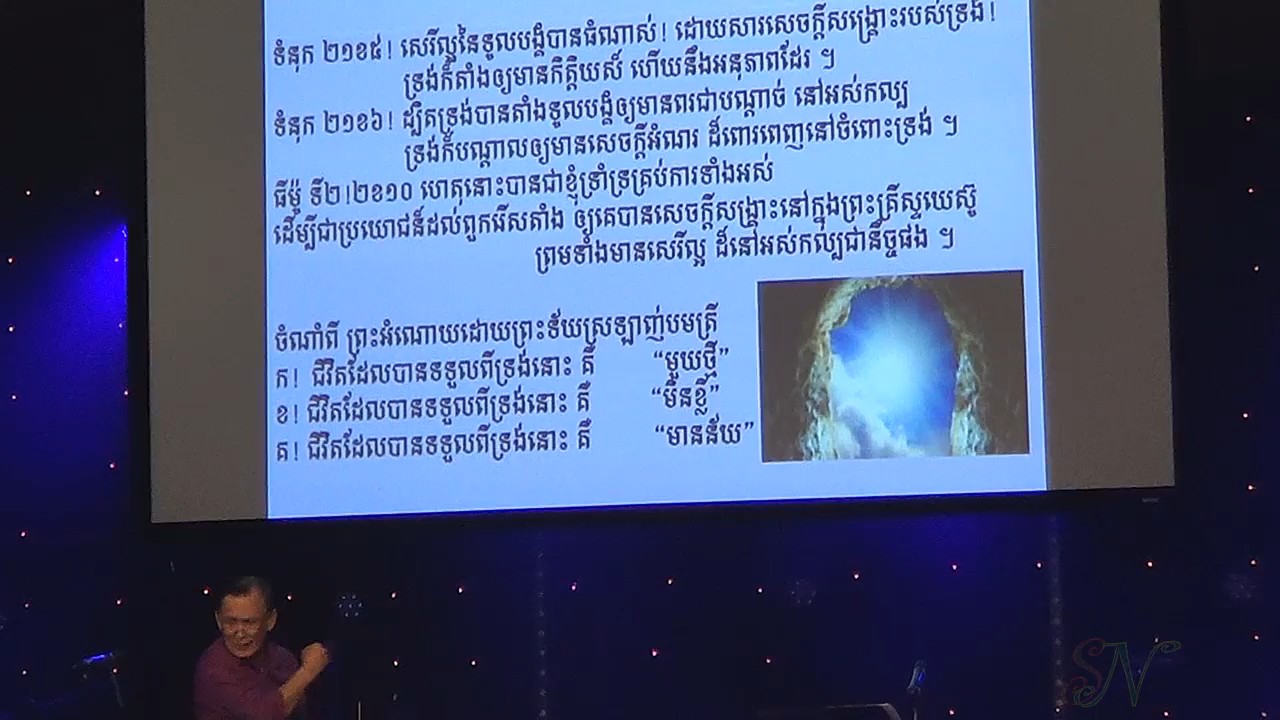 ទំនុក ២១ខ៥! សេរីល្អនៃទូលបង្គំបានធំណាស់! ដោយសារសេចក្ដីសង្គ្រោះរបស់ទ្រង់!
ទ្រង់ក៏តាំងឲ្យមានកិត្តិយស៍ ហើយនឹងអនុភាពដែរ ។
ទំនុក ២១ខ៦! ដ្បិតទ្រង់បានតាំងទូលបង្គំឲ្យមានពរជាបណ្ដាច់ នៅអស់កល្ប
ទ្រង់ក៏បណ្ដាលឲ្យមានសេចក្ដីអំណរ ដ៏ពោរពេញនៅចំពោះទ្រង់ ។
ធីម៉ូ ទី២!២ខ១០ ហេតុនោះបានជាខ្ញុំទ្រាំទ្រគ្រប់ការទាំងអស់
ដើម្បីជាប្រយោជន៏ដល់ពួករើសតាំង ឲ្យគេបានសេចក្ដីសង្គ្រោះនៅក្នុងព្រះគ្រីស្ទយេស៊ូ
ព្រមទាំងមានសេរីល្អ ដ៏នៅអស់កល្បជានិច្ចផង ។
ចំណាំពី ព្រះអំណោយដោយព្រះទ័យស្រឡាញ់បមត្រី
ក! ជីវិតដែលបានទទួលពីទ្រង់នោះ គឺ “មួយថ្មី”
ខ! ជីវិតដែលបានទទួលពីទ្រង់នោះ គឺ “មិនខ្លី”
គ! ជីវិតដែលបានទទួលពីទ្រង់នោះ គឺ “មានន័យ”
SN